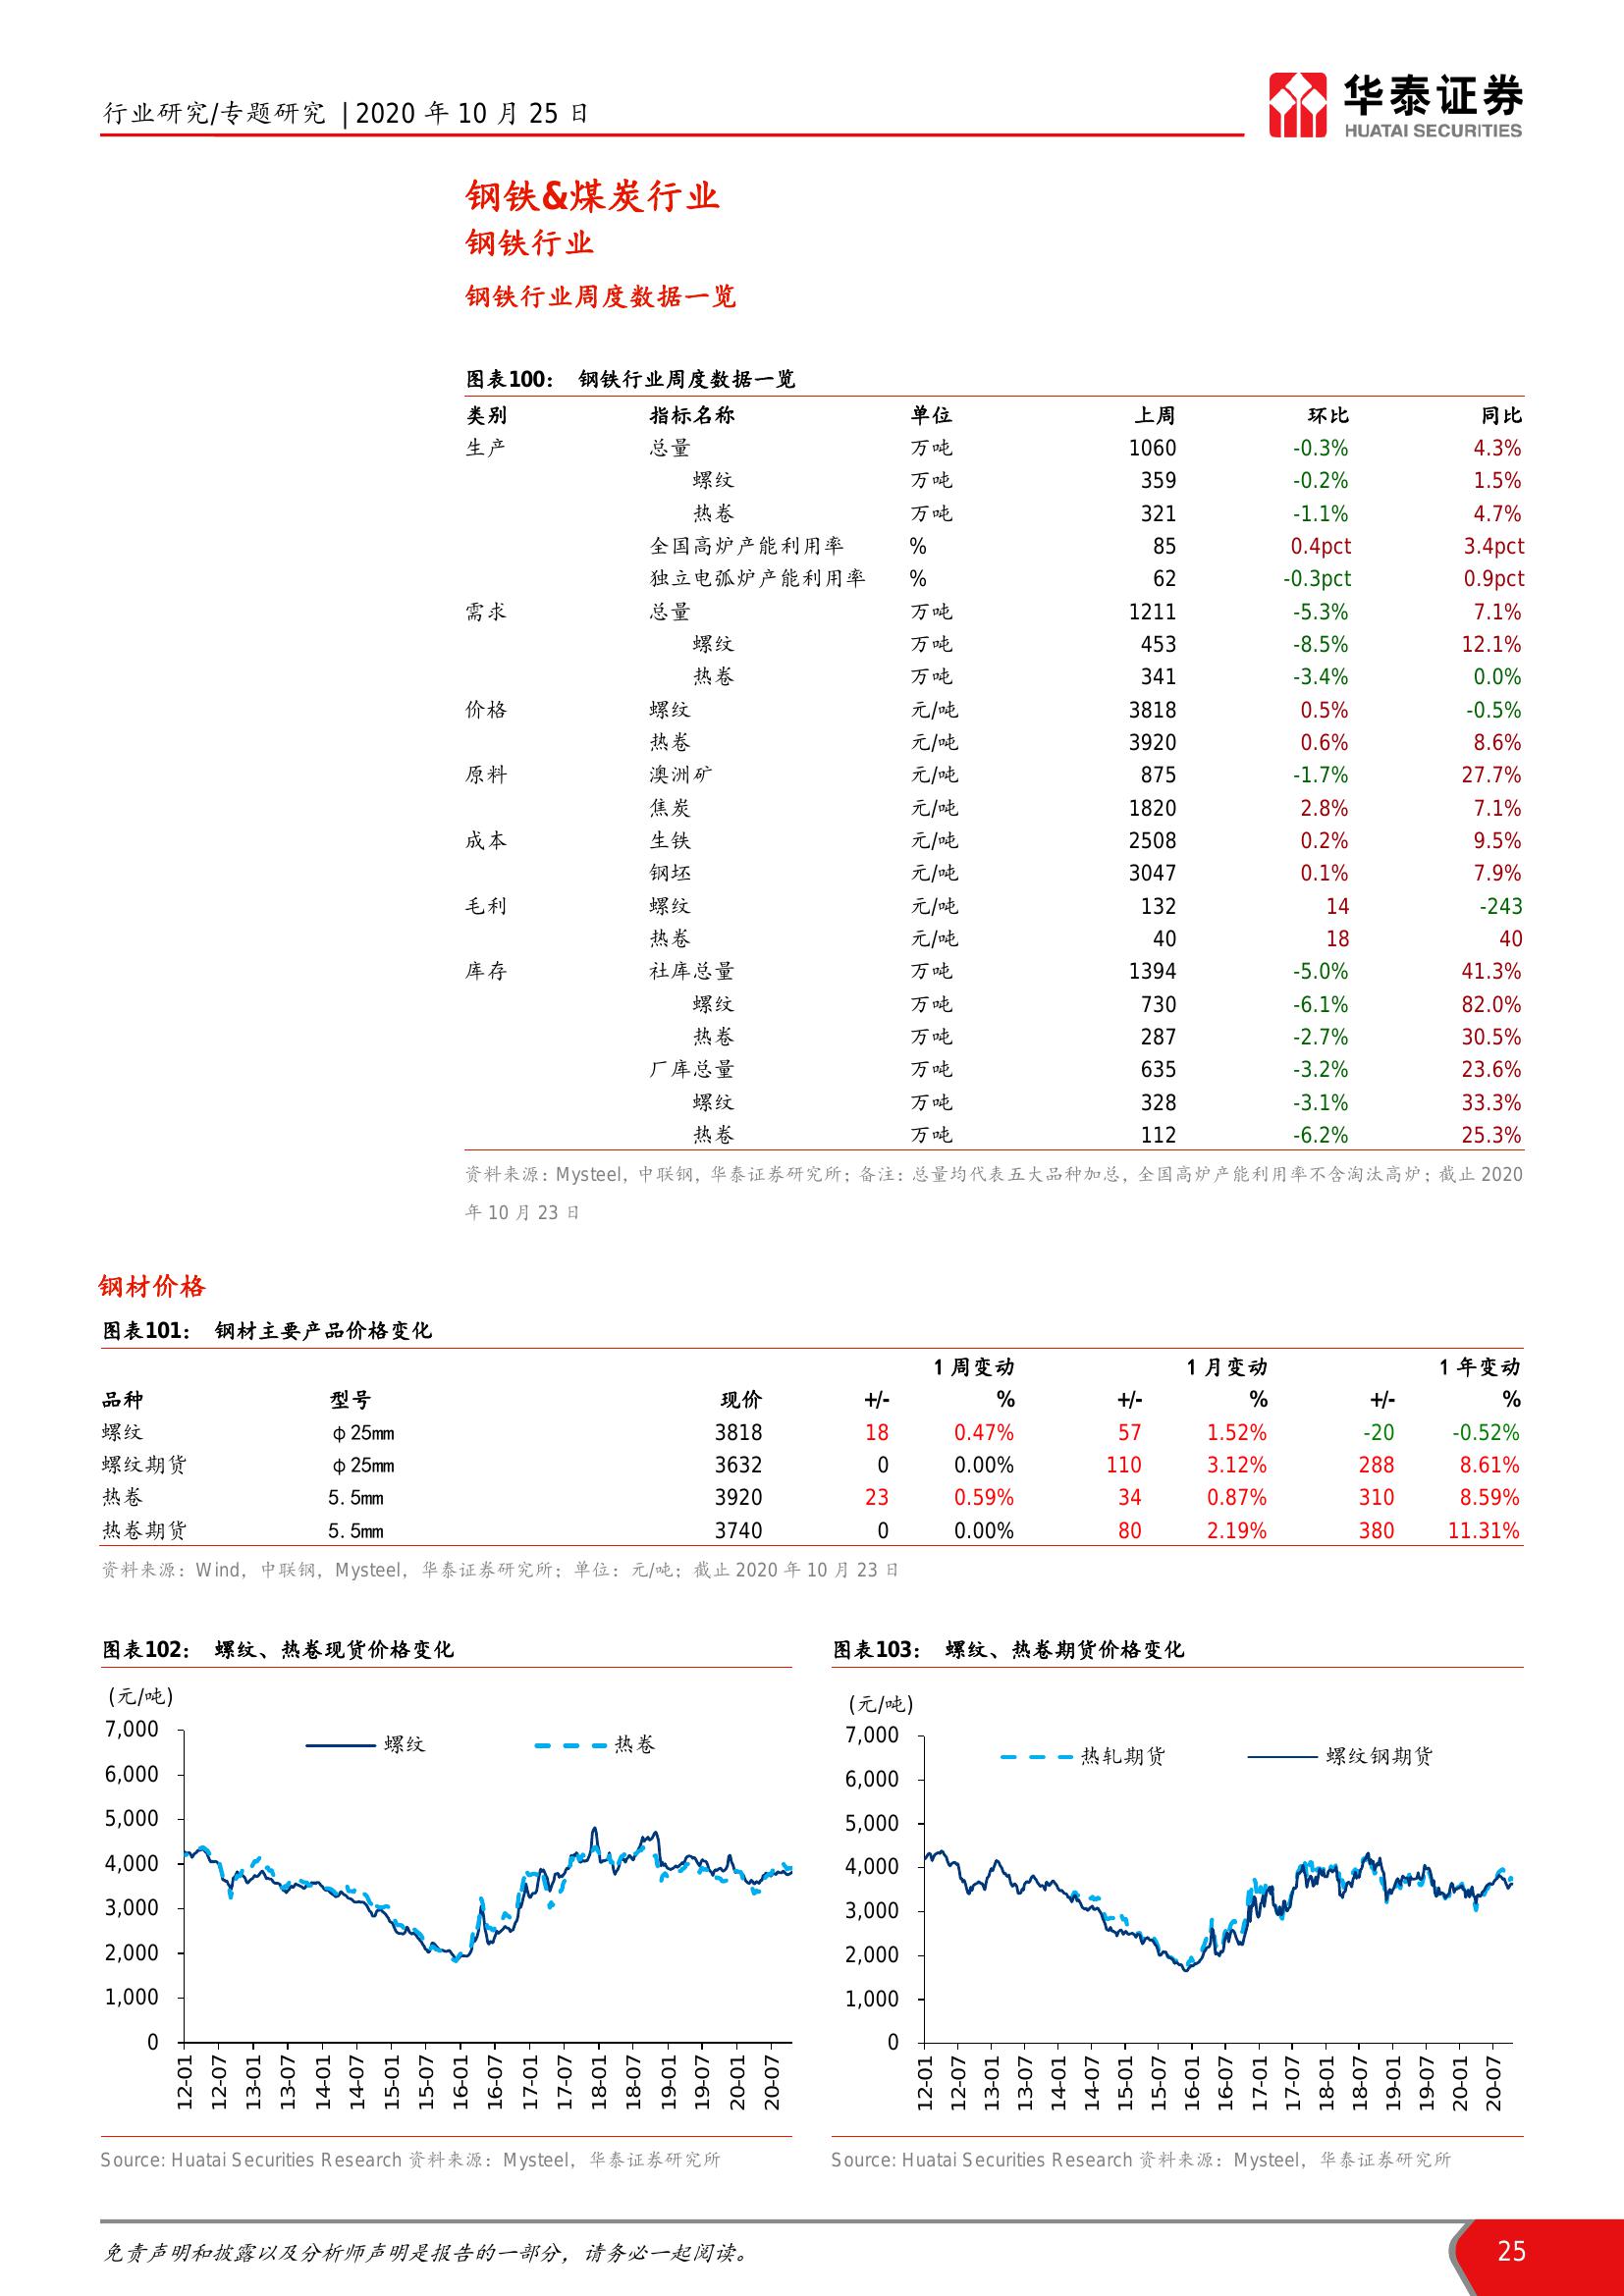 行业研究/专题研究 | 2020 年 10 月 25 日
华泰证券
HUATAI SECURITIES
钢铁&煤炭行业
钢铁行业
钢铁行业周度数据一览
图表100： 钢铁行业周度数据一览
类别 指标名称 单位 上周 环比 同比
生产 总量 万吨 1060 -0.3% 4.3%
螺纹 万吨 359 -0.2% 1.5%
热卷 万吨 321 -1.1% 4.7%
全国高炉产能利用率 % 85 0.4pct 3.4pct
独立电弧炉产能利用率 % 62 -0.3pct 0.9pct
需求 总量 万吨 1211 -5.3% 7.1%
螺纹 万吨 453 -8.5% 12.1%
热卷 万吨 341 -3.4% 0.0%
价格 螺纹 元/吨 3818 0.5% -0.5%
热卷 元/吨 3920 0.6% 8.6%
原料 澳洲矿 元/吨 875 -1.7% 27.7%
焦炭 元/吨 1820 2.8% 7.1%
成本 生铁 元/吨 2508 0.2% 9.5%
钢坯 元/吨 3047 0.1% 7.9%
毛利 螺纹 元/吨 132 14 -243
热卷 元/吨 40 18 40
库存 社库总量 万吨 1394 -5.0% 41.3%
螺纹 万吨 730 -6.1% 82.0%
热卷 万吨 287 -2.7% 30.5%
厂库总量 万吨 635 -3.2% 23.6%
螺纹 万吨 328 -3.1% 33.3%
热卷 万吨 112 -6.2% 25.3%
资料来源：Mysteel，中联钢，华泰证券研究所；备注：总量均代表五大品种加总，全国高炉产能利用率不含淘汰高炉；截止 2020
年 10 月 23 日
钢材价格
图表101： 钢材主要产品价格变化
1 周变动 1 月变动 1 年变动
品种 型号 现价 +/- % +/- % +/- %
螺纹 φ25mm 3818 18 0.47% 57 1.52% -20 -0.52%
螺纹期货 φ25mm 3632 0 0.00% 110 3.12% 288 8.61%
热卷 5.5mm 3920 23 0.59% 34 0.87% 310 8.59%
热卷期货 5.5mm 3740 0 0.00% 80 2.19% 380 11.31%
资料来源：Wind，中联钢，Mysteel，华泰证券研究所；单位：元/吨；截止 2020 年 10 月 23 日
图表102： 螺纹、热卷现货价格变化
(元/吨)
螺纹 热卷
7,000
6,000
5,000
4,000
3,000
2,000
1,000
0
12-01 12-07 13-01 13-07 14-01 14-07 15-01 15-07 16-01 16-07 17-01 17-07 18-01 18-07 19-01 19-07 20-01 20-07
Source: Huatai Securities Research 资料来源：Mysteel，华泰证券研究所
图表103： 螺纹、热卷期货价格变化
(元/吨)
热轧期货 螺纹钢期货
7,000
6,000
5,000
4,000
3,000
2,000
1,000
0
12-01 12-07 13-01 13-07 14-01 14-07 15-01 15-07 16-01 16-07 17-01 17-07 18-01 18-07 19-01 19-07 20-01 20-07
Source: Huatai Securities Research 资料来源：Mysteel，华泰证券研究所
免责声明和披露以及分析师声明是报告的一部分，请务必一起阅读。
25